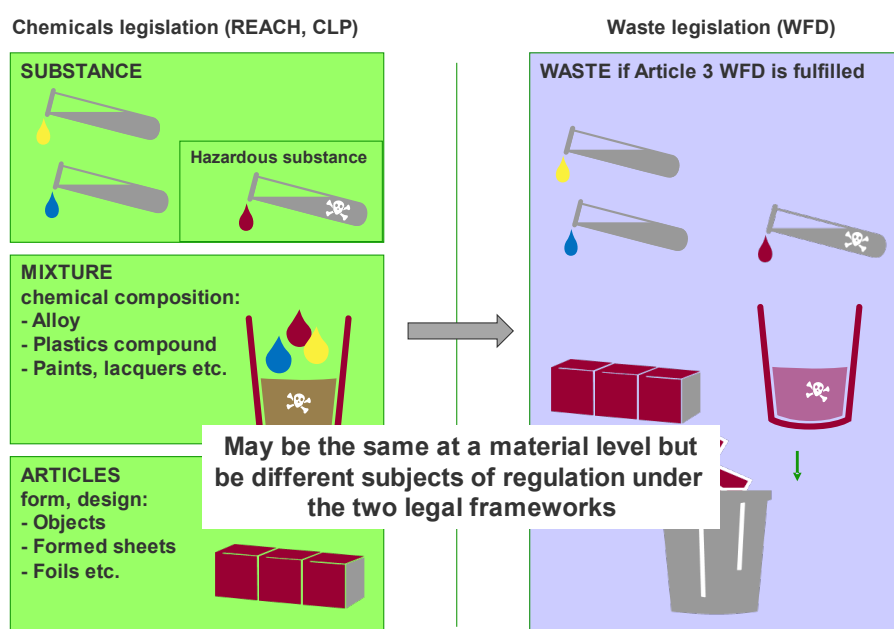 Chemicals legislation (REACH, CLP)
SUBSTANCE
Hazardous substance
MIXTURE
chemical composition:
- Alloy
- Plastics compound
- Paints, lacquers etc.
ARTICLES
form, design:
- Objects
- Formed sheets
- Foils etc.
Waste legislation (WFD)
WASTE if Article 3 WFD is fulfilled
May be the same at a material level but
be different subjects of regulation under
the two legal frameworks